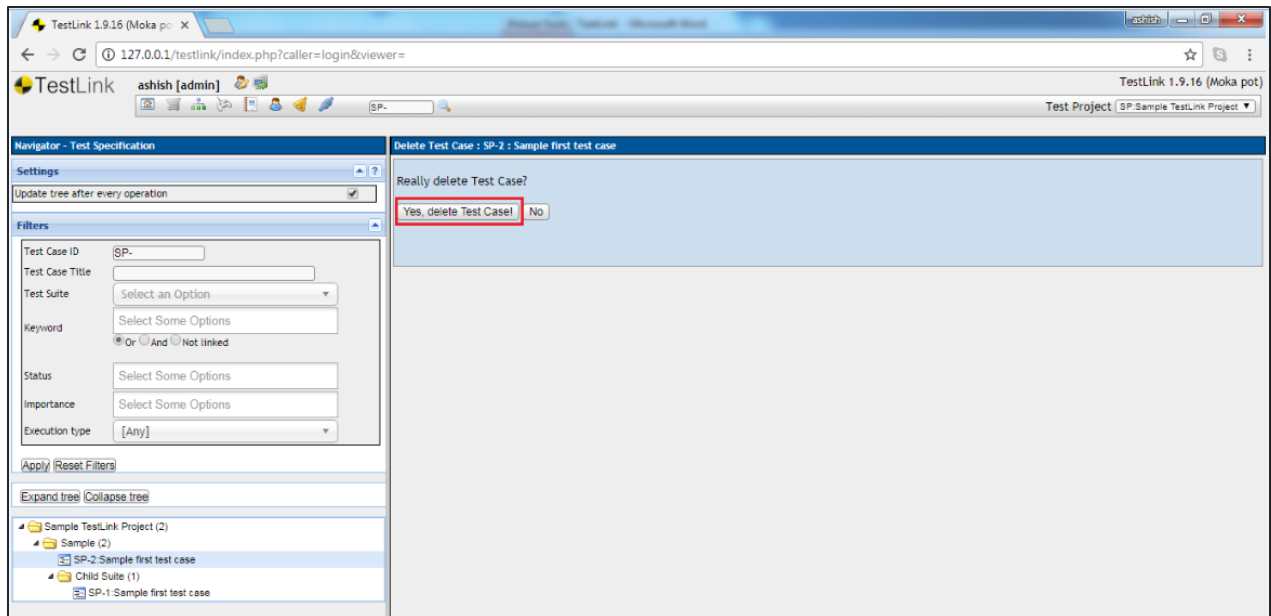 TestLink 1.9.16 (Moka po
ashish
127.0.0.1/testlink/index.php?caller=login&viewer=
TestLink ashish [admin] TestLink 1.9.16 (Moka pot)
SP- Test Project SP:Sample TestLink Project
Navigator - Test Specification
Settings
?
Update tree after every operation
Filters
Test Case ID SP-
Test Case Title
Test Suite Select an Option
Keyword Select Some Options
Or And Not linked
Status Select Some Options
Importance Select Some Options
Execution type [Any]
Apply Reset Filters
Expand tree Collapse tree
Sample TestLink Project (2)
Sample (2)
SP-2:Sample first test case
Child Suite (1)
SP-1:Sample first test case
Delete Test Case : SP-2 : Sample first test case
Really delete Test Case?
Yes, delete Test Case! No